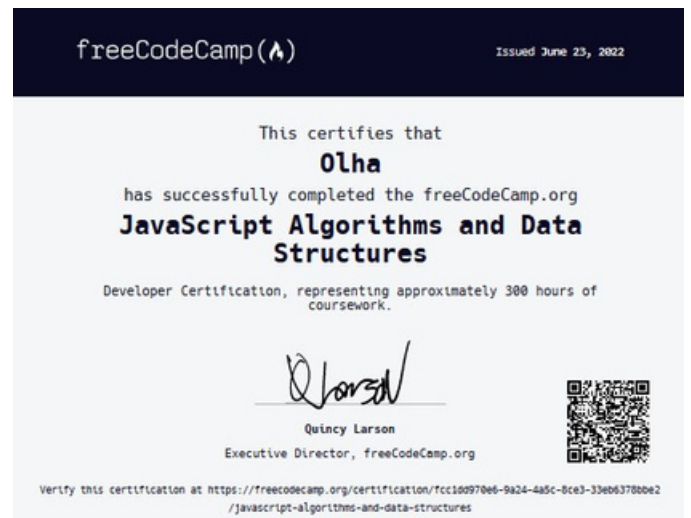 freeCodeCamp(🔥)
Issued June 23, 2022
This certifies that
Olha
has successfully completed the freeCodeCamp.org
JavaScript Algorithms and Data
Structures
Developer Certification, representing approximately 300 hours of
coursework.
Q Larson
Quincy Larson
Executive Director, freeCodeCamp.org
Verify this certification at https://freecodecamp.org/certification/fcc1dd970e6-9a24-4a5c-8ce3-33eb6378bbe2
/javascript-algorithms-and-data-structures